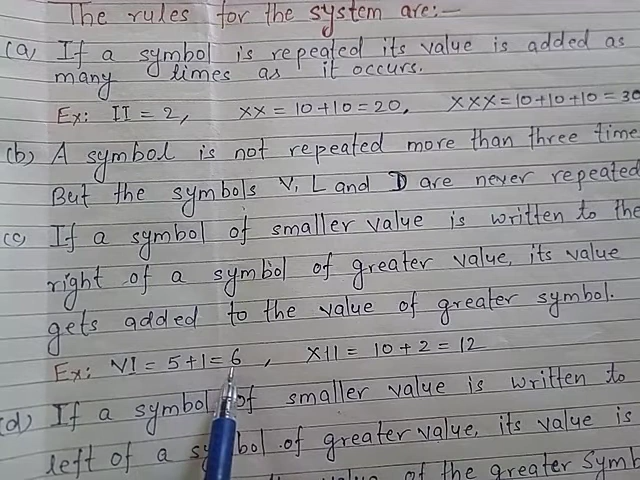 The rules for the system are:-
(a) If a symbol is repeated its value is added as
many times as it occurs.
Ex: II = 2, XX = 10+10=20, XXX=10+10+10=30
(b) A symbol is not repeated more than three time
But the symbols V, L and D are never repeated
(c) If a symbol of smaller value is written to the
right of a symbol of greater value, its value
gets added to the value of greater symbol.
Ex: VI = 5+1=6, XII = 10+2=12
(d) If a symbol of smaller value is written to
left of a symbol of greater value, its value is
of the greater Symb